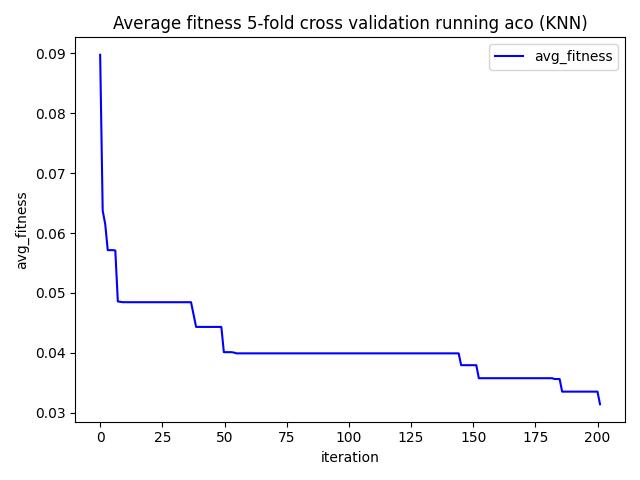 Average fitness 5-fold cross validation running aco (KNN)
avg_fitness
0.09
0.08
0.07
0.06
0.05
0.04
0.03
avg_fitness
0 25 50 75 100 125 150 175 200
iteration